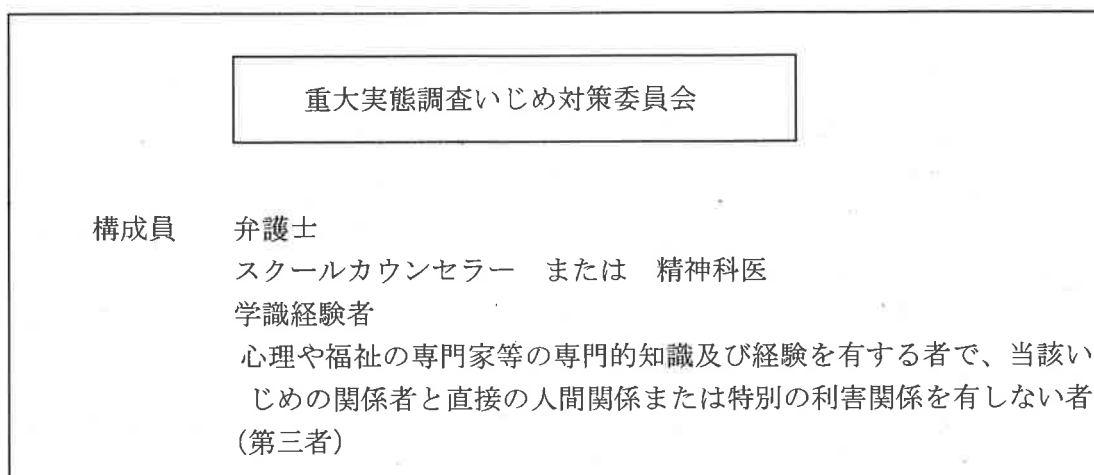 重大実態調査いじめ対策委員会
構成員 弁護士
スクールカウンセラー または 精神科医
学識経験者
心理や福祉の専門家等の専門的知識及び経験を有する者で、当該い
じめの関係者と直接の人間関係または特別の利害関係を有しない者
(第三者)